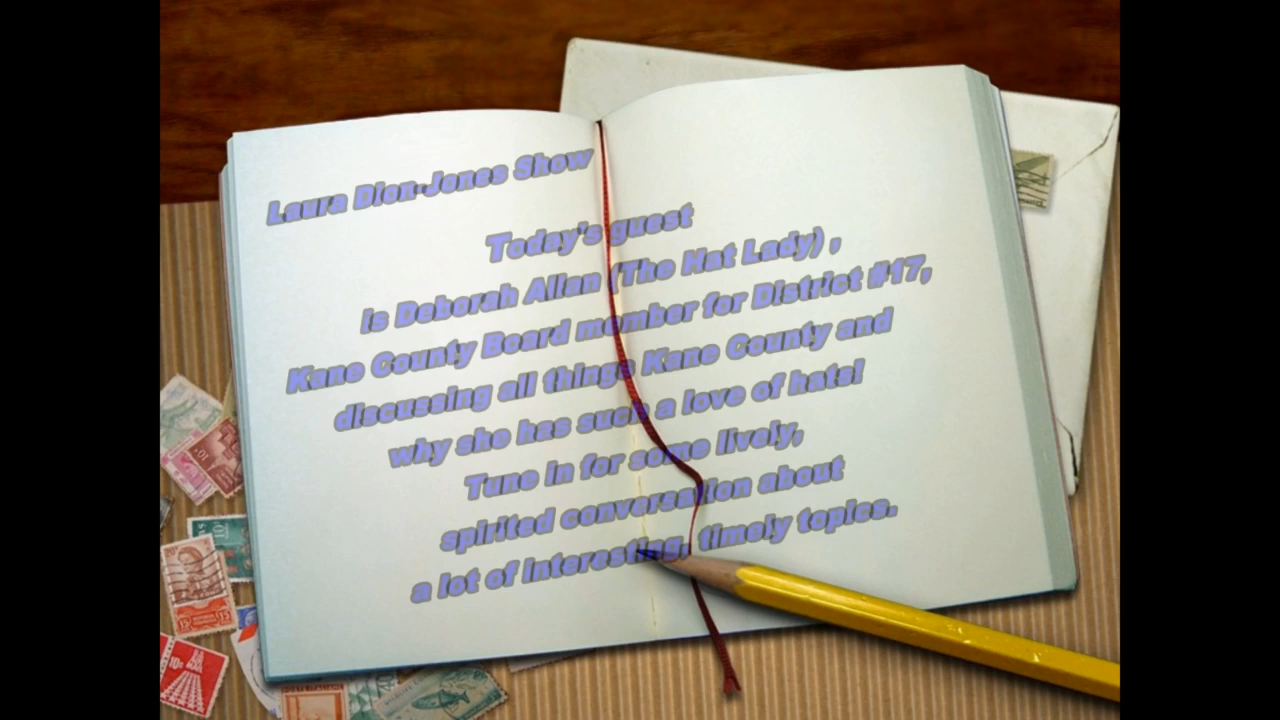 Laura Dion-Jones Show
Today's guest
is Deborah Allan (The Hat Lady) ,
Kane County Board member for District #17,
discussing all things Kane County and
why she has such a love of hats!
Tune in for some lively,
spirited conversation about
a lot of interesting, timely topics.